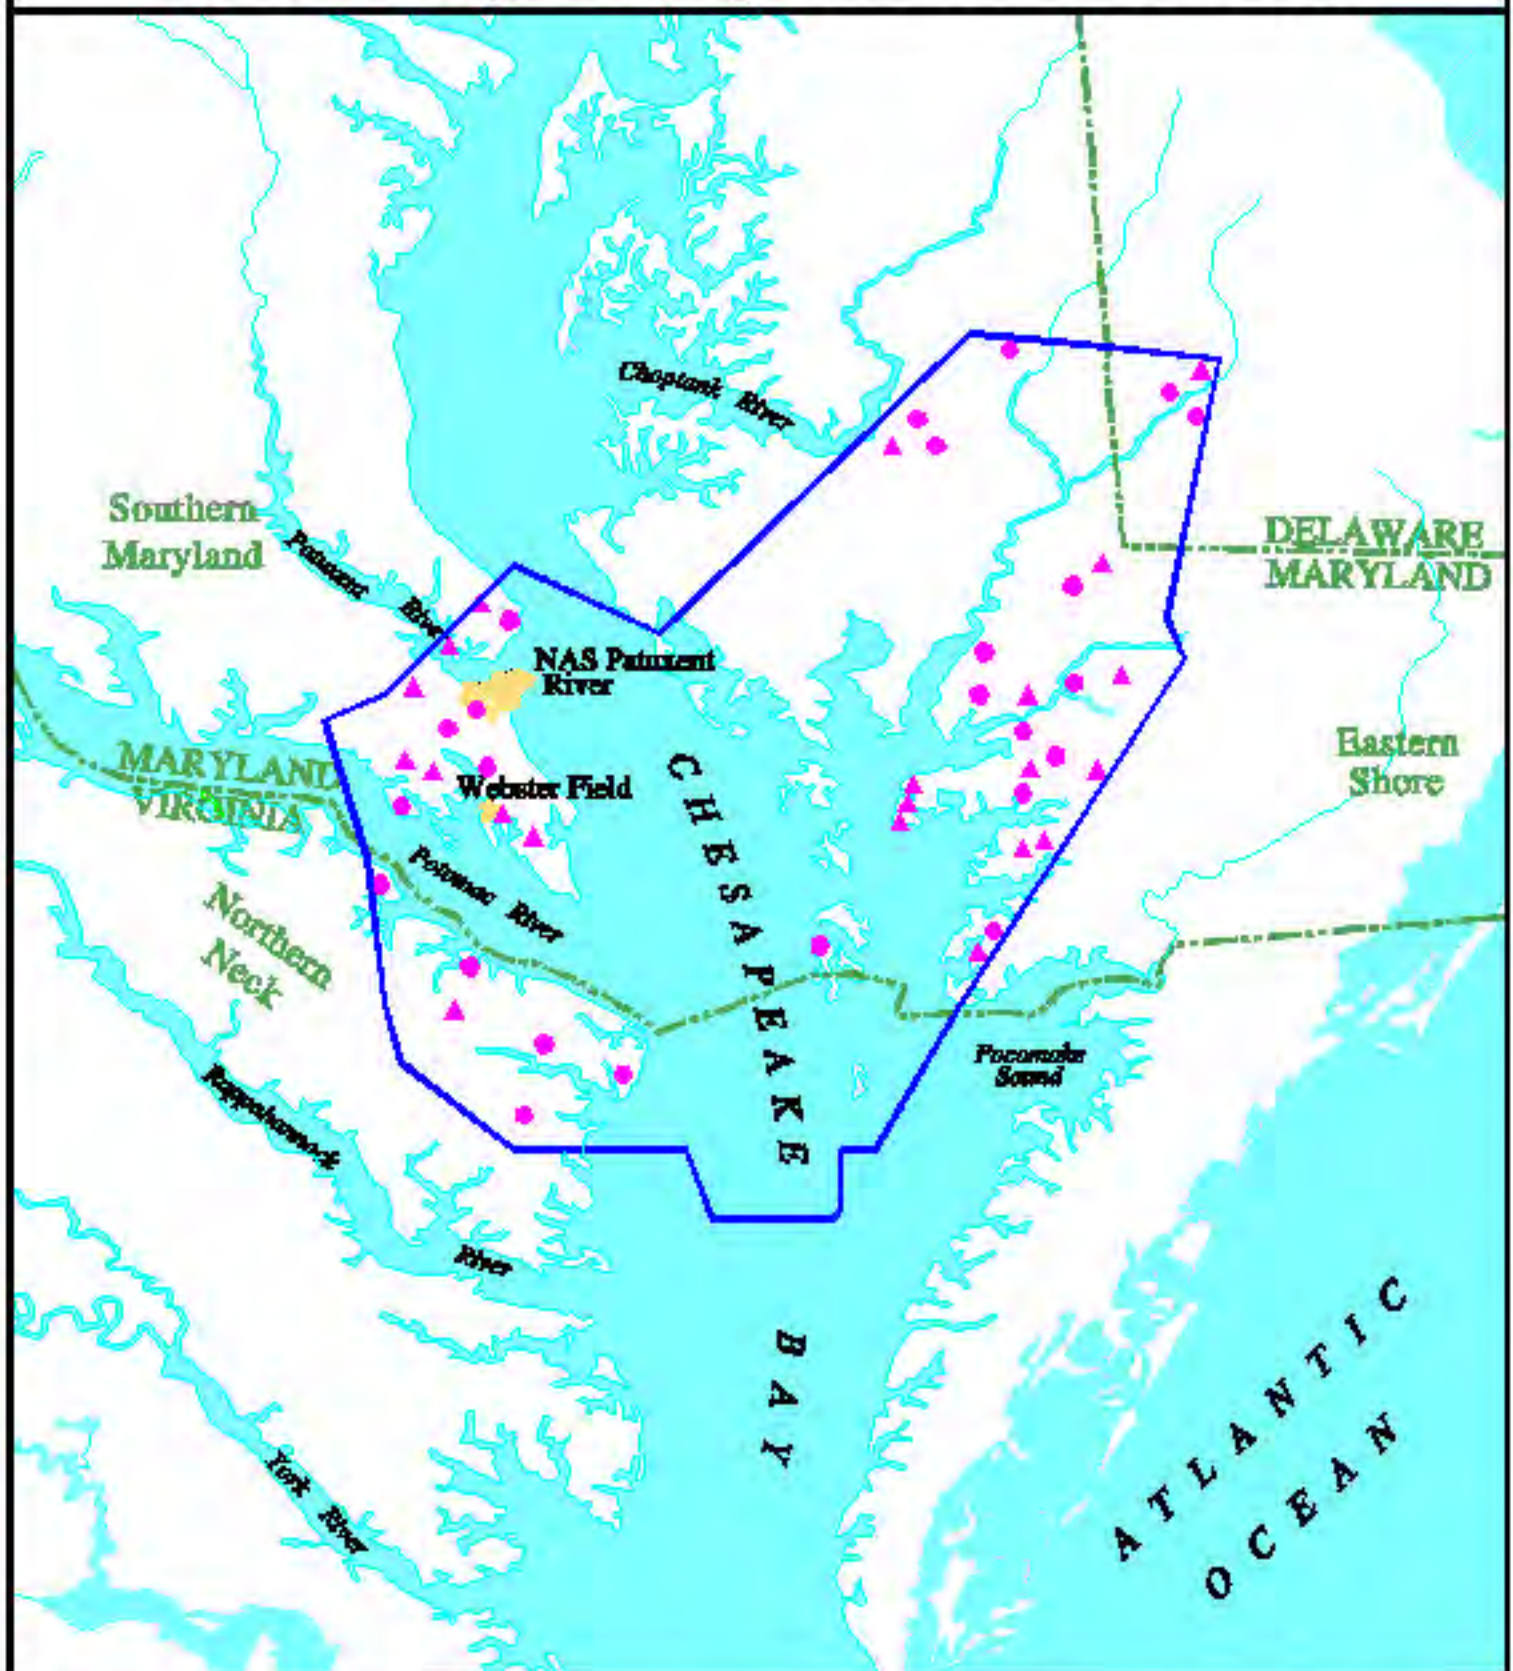 Choptank River
Southern
Maryland
Patuxent River
DELAWARE
MARYLAND
NAS Patuxent
River
Eastern
Shore
MARYLAND
VIRGINIA
Webster Field
Potomac River
Northern
Neck
CHESAPEAKE
BAY
Pocomoke
Sound
Rappahannock
River
York River
ATLANTIC
OCEAN